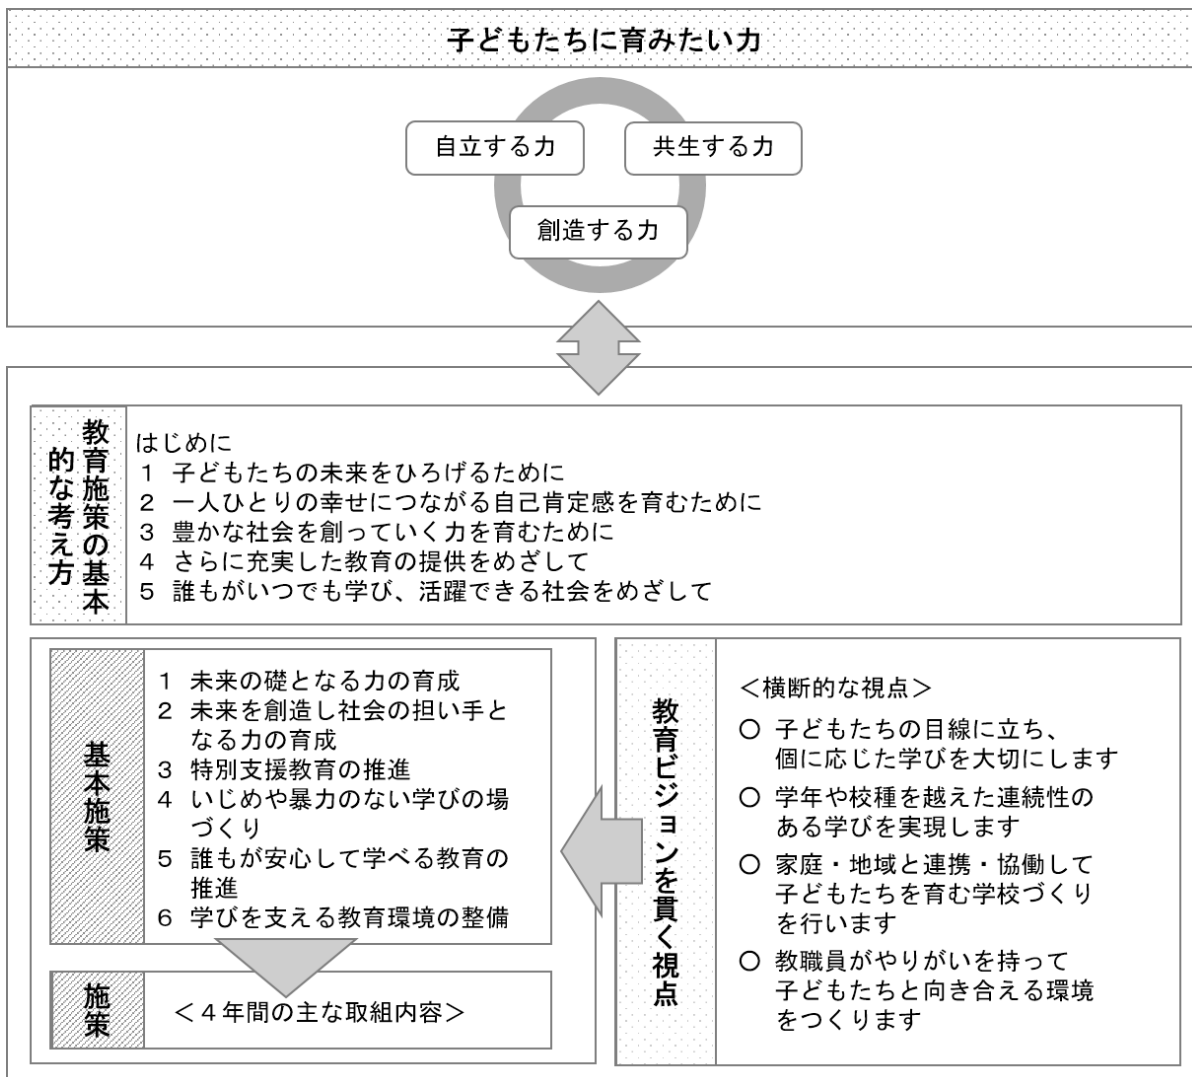 子どもたちに育みたい力
自立する力
共生する力
創造する力
教育施策の基本
的な考え方
はじめに
1 子どもたちの未来をひろげるために
2 一人ひとりの幸せにつながる自己肯定感を育むために
3 豊かな社会を創っていく力を育むために
4 さらに充実した教育の提供をめざして
5 誰もがいつでも学び、活躍できる社会をめざして
基本施策
1 未来の礎となる力の育成
2 未来を創造し社会の担い手と
なる力の育成
3 特別支援教育の推進
4 いじめや暴力のない学びの場
づくり
5 誰もが安心して学べる教育の
推進
6 学びを支える教育環境の整備
施策
＜４年間の主な取組内容＞
教育ビジョンを貫く視点
＜横断的な視点＞
○ 子どもたちの目線に立ち、
個に応じた学びを大切にします
○ 学年や校種を越えた連続性の
ある学びを実現します
○ 家庭・地域と連携・協働して
子どもたちを育む学校づくり
を行います
○ 教職員がやりがいを持って
子どもたちと向き合える環境
をつくります